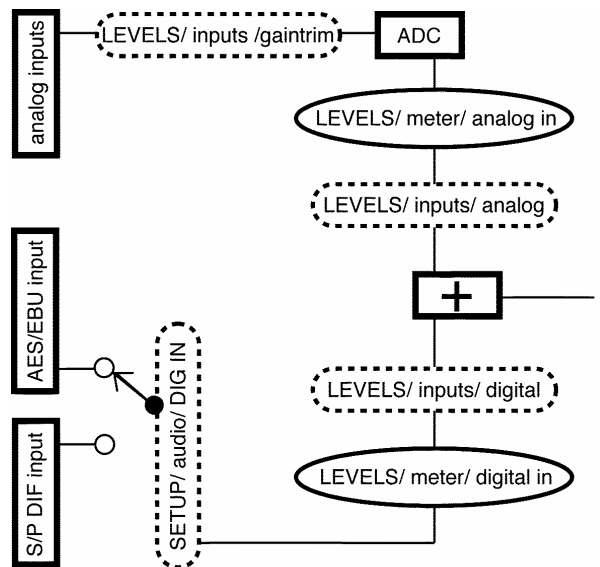 analog inputs
LEVELS/ inputs /gaintrim
ADC
LEVELS/ meter/ analog in
LEVELS/ inputs/ analog
+
AES/EBU input
SETUP/ audio/ DIG IN
LEVELS/ inputs/ digital
S/P DIF input
LEVELS/ meter/ digital in